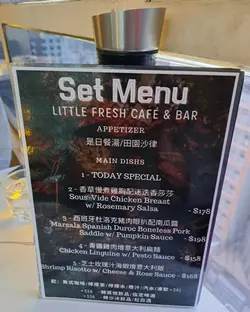 Set Menu
LITTLE FRESH CAFÉ & BAR
APPETIZER
是日餐湯/田園沙律
MAIN DISHS
1 - TODAY SPECIAL
2 - 香草慢煮雞胸配迷迭香莎莎
Sous-Vide Chicken Breast
w/ Rosemary Salsa - $178
3 - 西班牙杜洛克豬肉眼扒配南瓜醬
Marsala Spanish Duroc Boneless Pork
Saddle w/ Pumpkin Sauce - $198
4 - 青醬雞肉燴意大利扁麵
Chicken Linguine w/ Pesto Sauce - $158
5 - 芝士玫瑰汁海蝦燴意大利飯
Shrimp Risotto w/ Cheese & Rose Sauce - $168